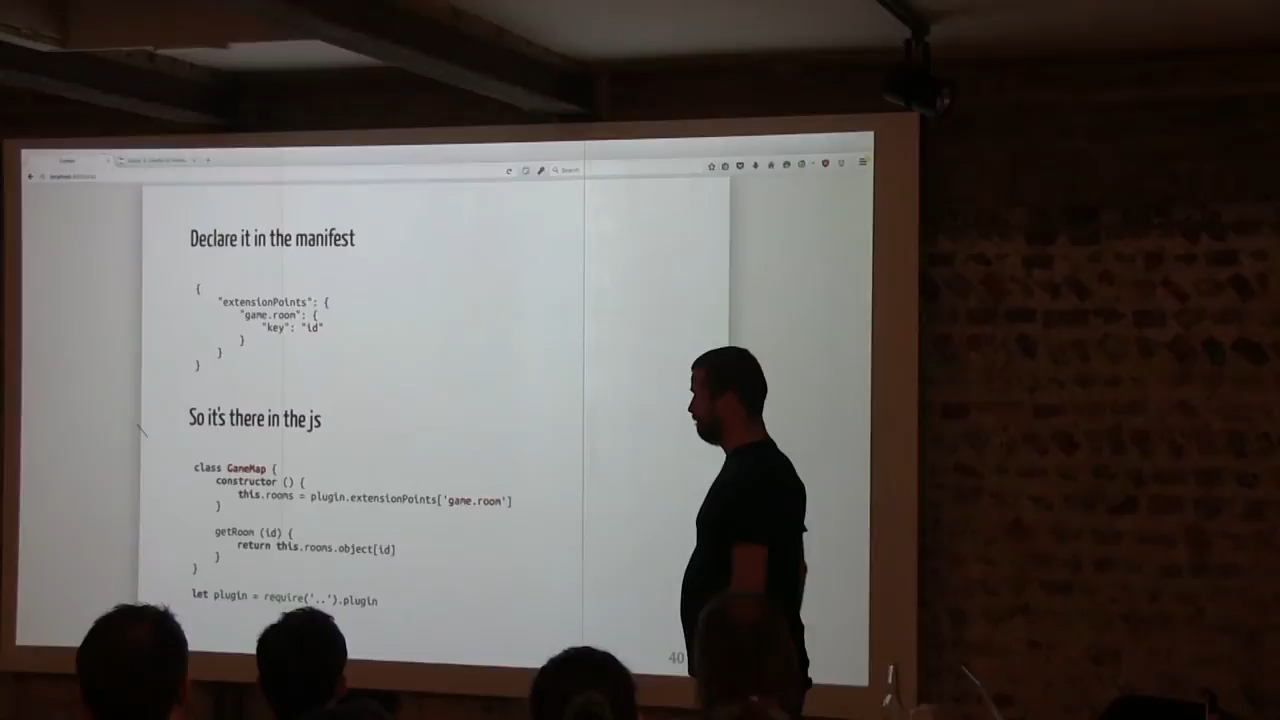 Search
Declare it in the manifest
{
"extensionPoints": {
"game.room": {
"key": "id"
}
}
}
So it's there in the js
class GameMap {
constructor () {
this.rooms = plugin.extensionPoints['game.room']
}
getRoom (id) {
return this.rooms.object[id]
}
}
let plugin = require('..').plugin
40